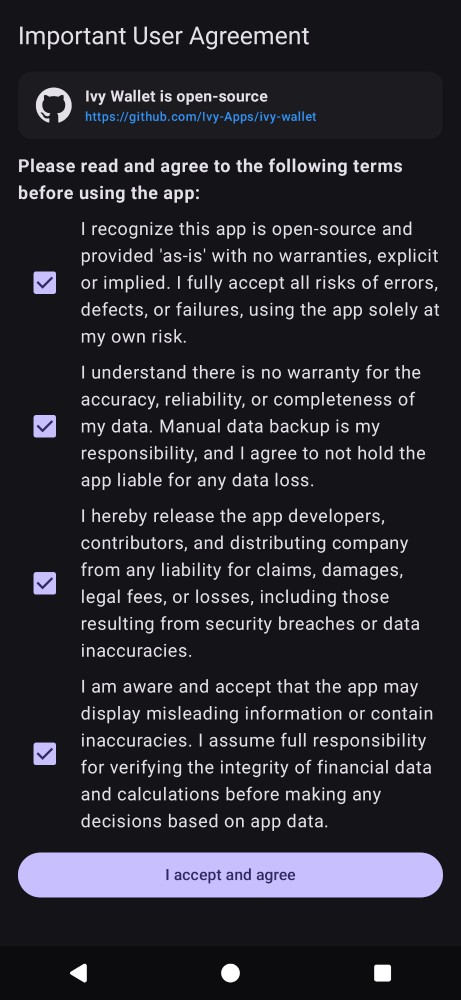 Important User Agreement
Ivy Wallet is open-source
https://github.com/Ivy-Apps/ivy-wallet
Please read and agree to the following terms
before using the app:
I recognize this app is open-source and
provided 'as-is' with no warranties, explicit
or implied. I fully accept all risks of errors,
defects, or failures, using the app solely at
my own risk.
I understand there is no warranty for the
accuracy, reliability, or completeness of
my data. Manual data backup is my
responsibility, and I agree to not hold the
app liable for any data loss.
I hereby release the app developers,
contributors, and distributing company
from any liability for claims, damages,
legal fees, or losses, including those
resulting from security breaches or data
inaccuracies.
I am aware and accept that the app may
display misleading information or contain
inaccuracies. I assume full responsibility
for verifying the integrity of financial data
and calculations before making any
decisions based on app data.
I accept and agree